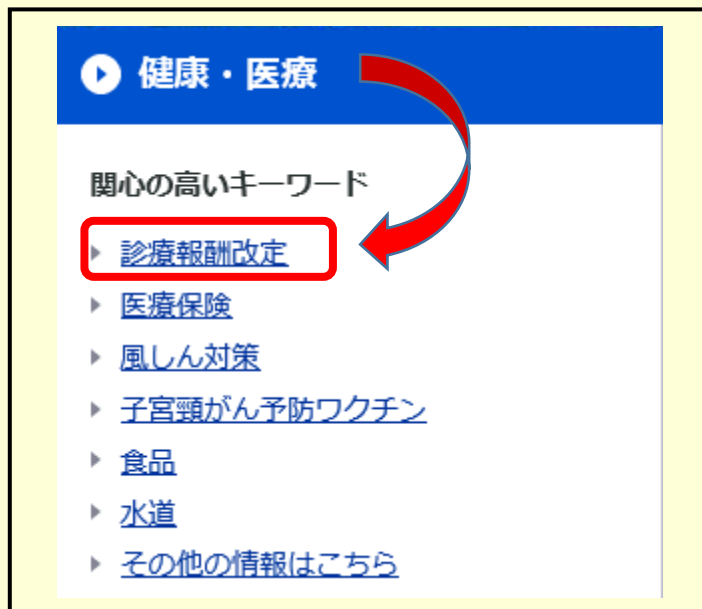 健康・医療
関心の高いキーワード
診療報酬改定
医療保険
風しん対策
子宮頸がん予防ワクチン
食品
水道
その他の情報はこちら